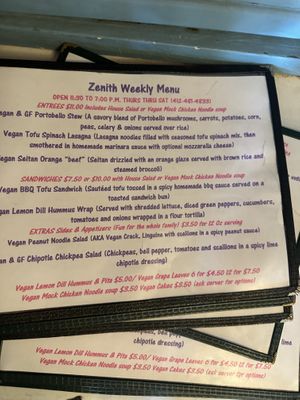 Zenith Weekly Menu
OPEN 11:30 TO 7:00 P.M. THURS THRU SAT (412-481-4833)
ENTREES $11.00 Includes House Salad or Vegan Mock Chicken Noodle soup
egan & GF Portobello Stew (A savory blend of Portobello mushrooms, carrots, potatoes, corn,
peas, celery & onions served over rice)
Vegan Tofu Spinach Lasagna (Lasagna noodles filled with seasoned tofu spinach mix, then
smothered in homemade marinara sauce with optional mozzarella cheese)
Vegan Seitan Orange "beef" (Seitan drizzled with an orange glaze served with brown rice and
steamed broccoli)
SANDWICHES $7.50 or $10.00 with House Salad or Vegan Mock Chicken Noodle soup
egan BBQ Tofu Sandwich (Sautéed tofu tossed in a spicy homemade bbq sauce served on a
toasted sandwich bun)
egan Lemon Dill Hummus Wrap (Served with shredded lettuce, diced green peppers, cucumbers,
tomatoes and onions wrapped in a flour tortilla)
EXTRAS Sides & Appetizers (Fun for the whole family!) $3.50 for 12 oz serving
Vegan Peanut Noodle Salad (AKA Vegan Crack, Linguine with scallions in spicy peanut sauce)
an & GF Chipotle Chickpea Salad (Chickpeas, bell pepper, tomatoes and scallions in a spicy lime
chipotle dressing)
Vegan Lemon Dill Hummus & Pita $5.00/ Vegan Grape Leaves 6 for $4.50 12 for $7.50
Vegan Mock Chicken Noodle soup $3.50 Vegan Cakes $3.50 (ask server for options)
chipotle dressing)
Vegan Lemon Dill Hummus & Pita $5.00/ Vegan Grape Leaves 6 for $4.50 12 for $7.50
Vegan Mock Chicken Noodle soup $3.50 Vegan Cakes $3.50 (ask server for options)